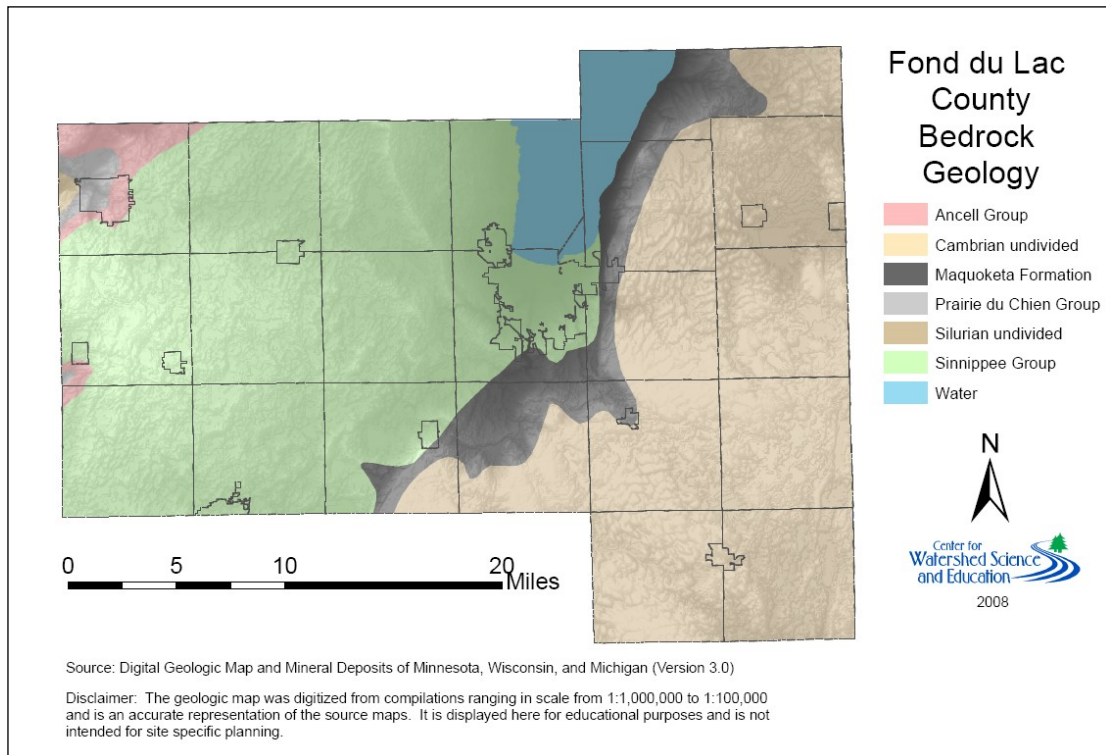 Fond du Lac
County
Bedrock
Geology
Ancell Group
Cambrian undivided
Maquoketa Formation
Prairie du Chien Group
Silurian undivided
Sinnippee Group
Water
N
Center for
Watershed Science
and Education
2008
0 5 10 20
Miles
Source: Digital Geologic Map and Mineral Deposits of Minnesota, Wisconsin, and Michigan (Version 3.0)
Disclaimer: The geologic map was digitized from compilations ranging in scale from 1:1,000,000 to 1:100,000
and is an accurate representation of the source maps. It is displayed here for educational purposes and is not
intended for site specific planning.